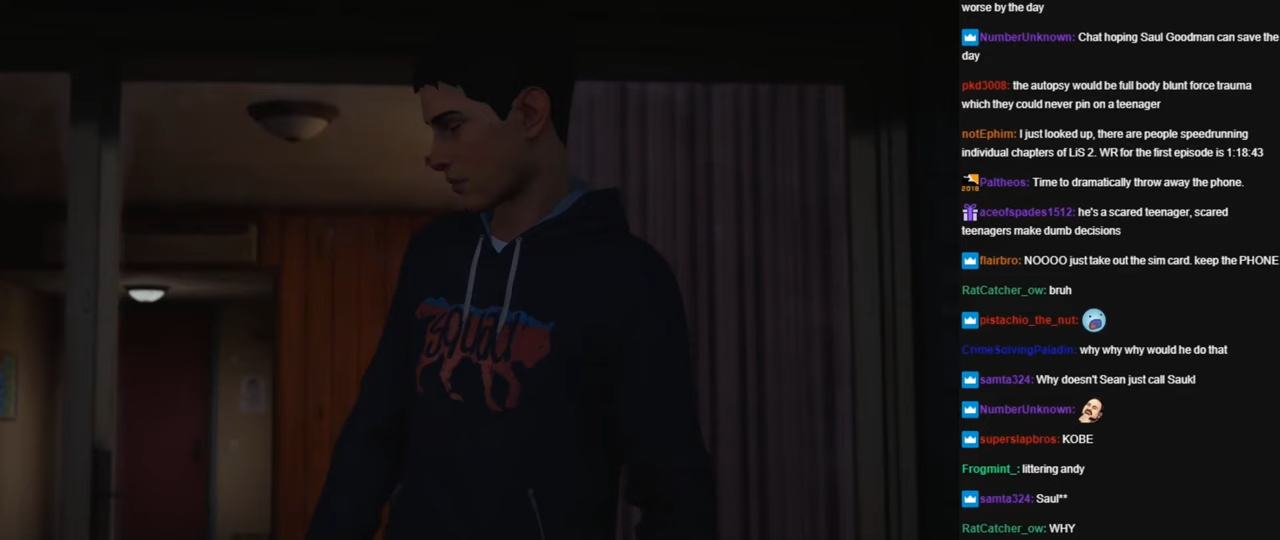 squad
worse by the day
NumberUnknown: Chat hoping Saul Goodman can save the
day
pkd3008: the autopsy would be full body blunt force trauma
which they could never pin on a teenager
notEphim: I just looked up, there are people speedrunning
individual chapters of LiS 2. WR for the first episode is 1:18:43
2018 Paltheos: Time to dramatically throw away the phone.
aceofspades1512: he's a scared teenager, scared
teenagers make dumb decisions
flairbro: NOOOO just take out the sim card. keep the PHONE
RatCatcher_ow: bruh
pistachio_the_nut:
CrimeSolvingPaladin: why why why would he do that
samta324: Why doesn't Sean just call Saukl
NumberUnknown:
superslapbros: KOBE
Frogmint_: littering andy
samta324: Saul**
RatCatcher_ow: WHY